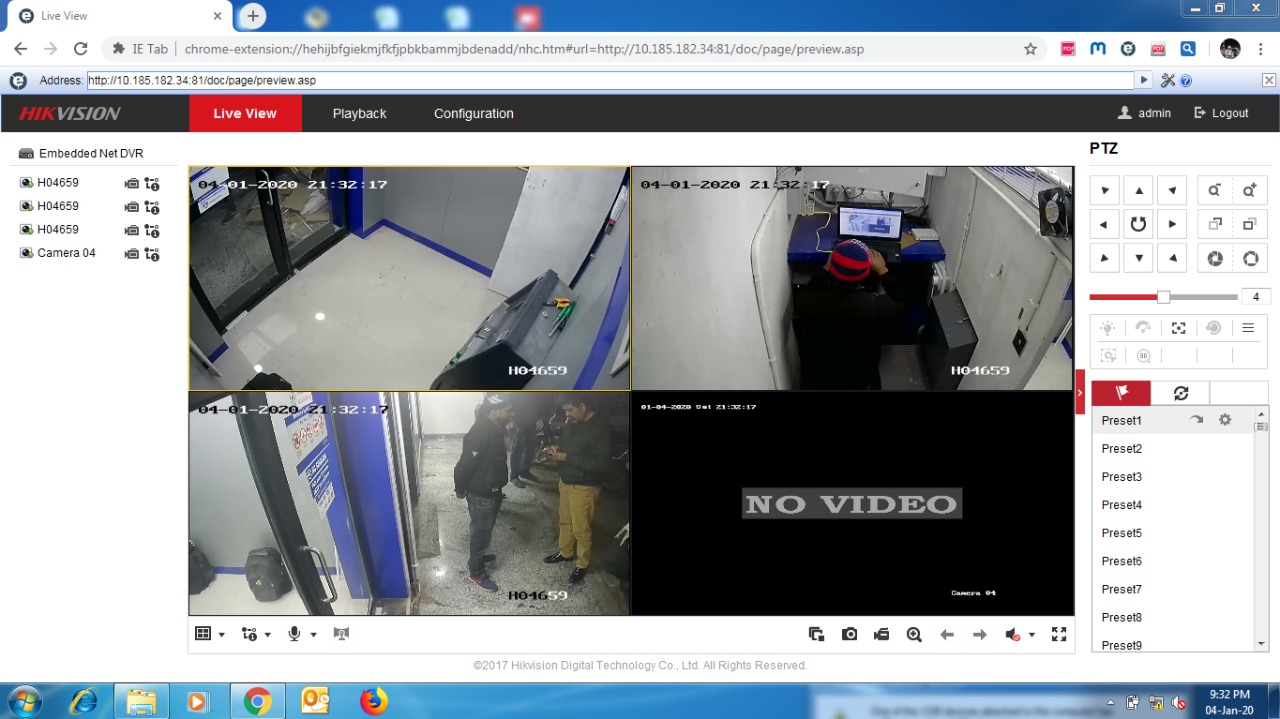 Live View
IE Tab
chrome-extension://hehijbfgiekmjfkfjpbkbammjbdenadd/nhc.htm#url=http://10.185.182.34:81/doc/page/preview.asp
Address:
http://10.185.182.34:81/doc/page/preview.asp
HIKVISION
Live View
Playback
Configuration
admin
Logout
Embedded Net DVR
H04659
H04659
H04659
Camera 04
04-01-2020 21:32:17
H04659
04-01-2020 21:32:17
H04659
04-01-2020 21:32:17
H04659
01-04-2020 Sat 21:32:17
NO VIDEO
Camera 04
PTZ
4
3D
Preset1
Preset2
Preset3
Preset4
Preset5
Preset6
Preset7
Preset8
Preset9
©2017 Hikvision Digital Technology Co., Ltd. All Rights Reserved.
9:32 PM
04-Jan-20